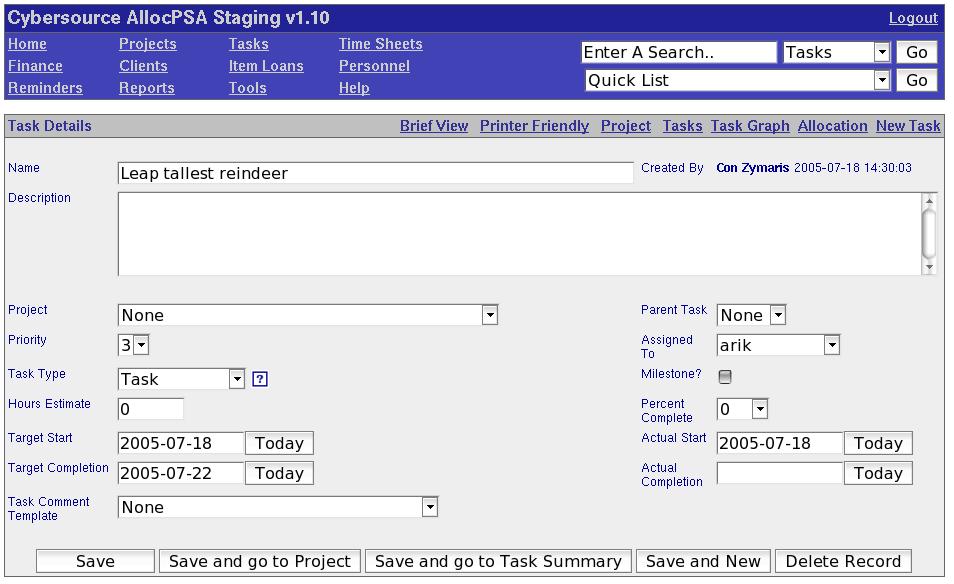 Cybersource AllocPSA Staging v1.10 Logout
Home Projects Tasks Time Sheets Enter A Search.. Tasks Go
Finance Clients Item Loans Personnel
Quick List Go
Reminders Reports Tools Help
Task Details Brief View Printer Friendly Project Tasks Task Graph Allocation New Task
Name Leap tallest reindeer Created By Con Zymaris 2005-07-18 14:30:03
Description
Project None Parent Task None
Priority 3 Assigned To arik
Task Type Task ? Milestone?
Hours Estimate 0 Percent Complete 0
Target Start 2005-07-18 Today Actual Start 2005-07-18 Today
Target Completion 2005-07-22 Today Actual Completion Today
Task Comment Template None
Save Save and go to Project Save and go to Task Summary Save and New Delete Record